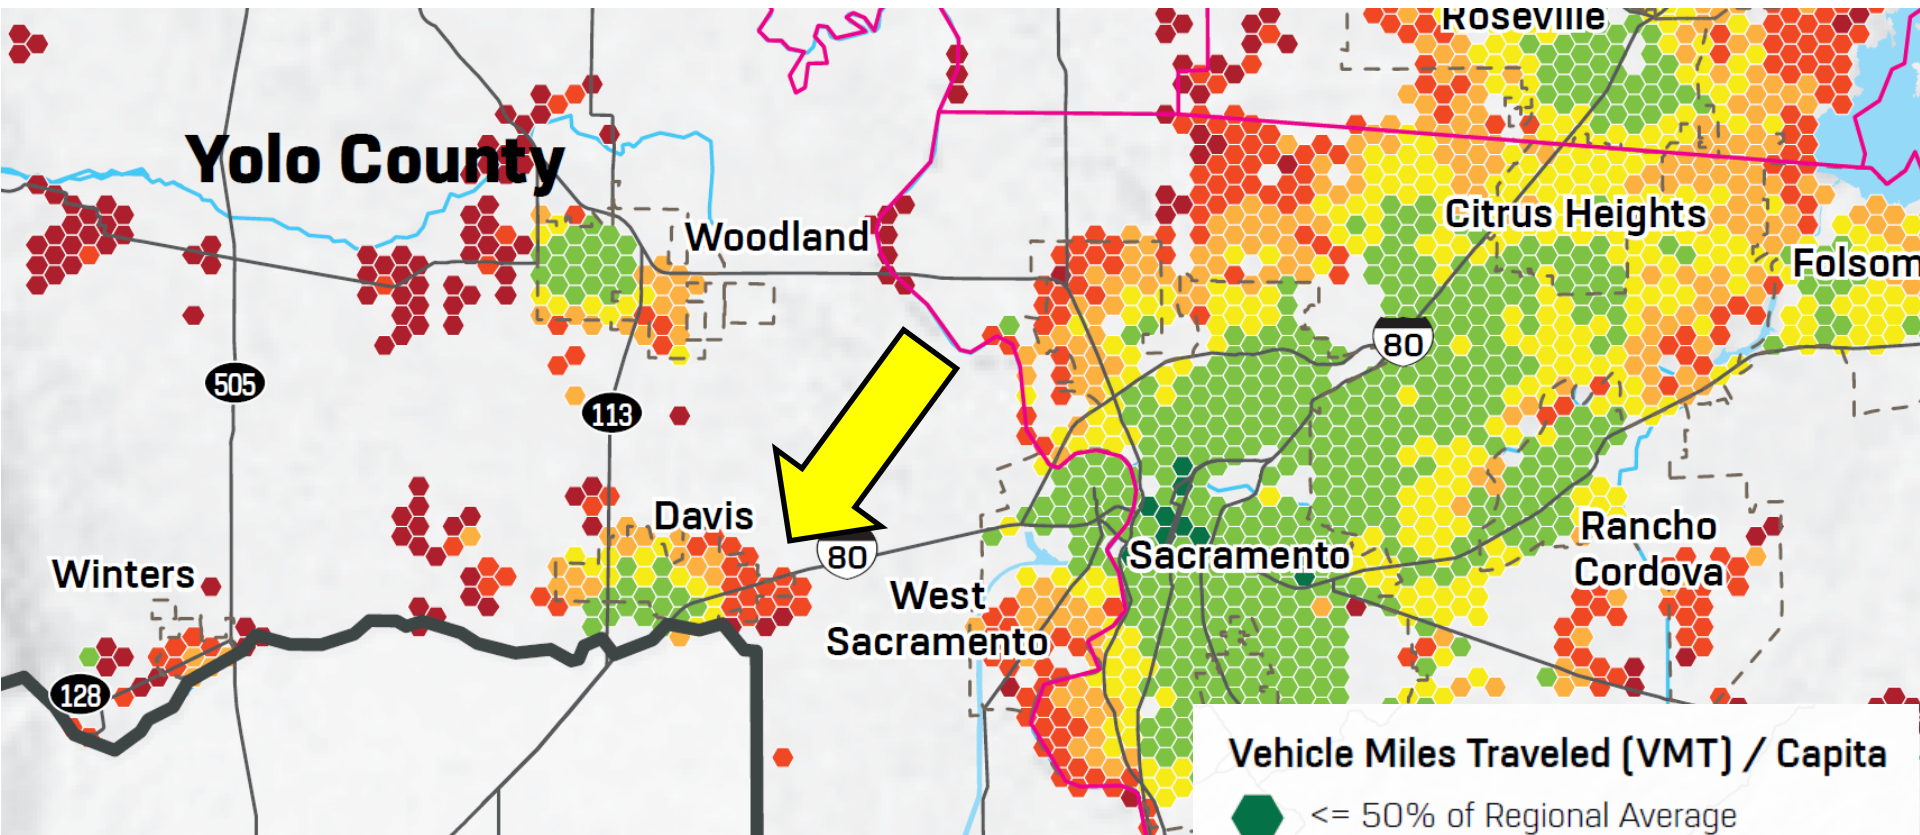 Roseville
Yolo County
Woodland
Citrus Heights
Folsom
80
505
113
Davis
80
Winters
128
West
Sacramento
Sacramento
Rancho
Cordova
Vehicle Miles Traveled (VMT) / Capita
<= 50% of Regional Average